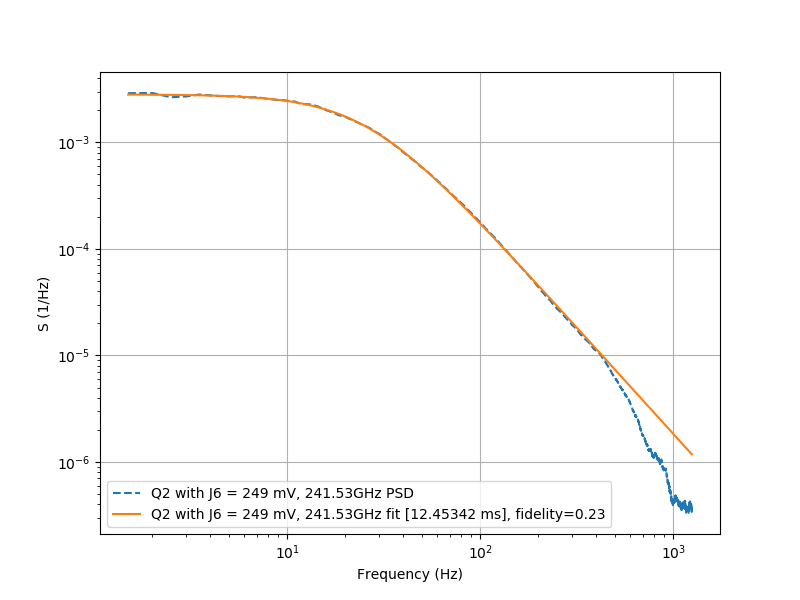 S (1/Hz)
10⁻³
10⁻⁴
10⁻⁵
10⁻⁶
Q2 with J6 = 249 mV, 241.53GHz PSD
Q2 with J6 = 249 mV, 241.53GHz fit [12.45342 ms], fidelity=0.23
10¹ 10² 10³
Frequency (Hz)